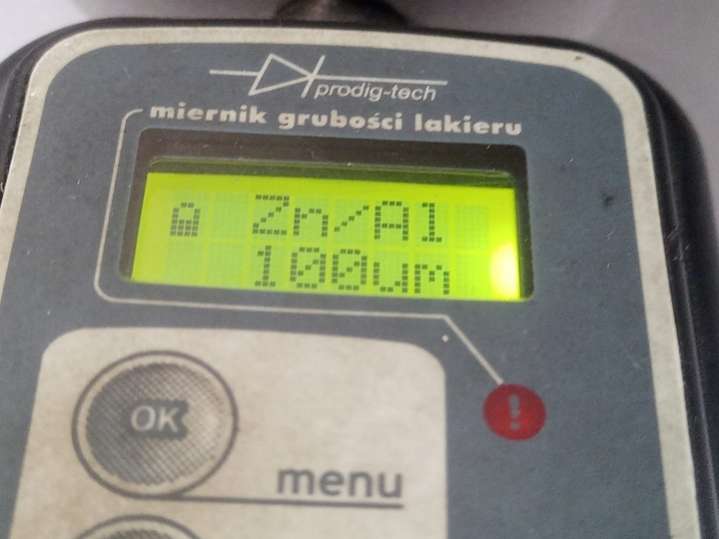 prodig-tech
miernik grubości lakieru
Zn/Al
100um
OK
!
menu